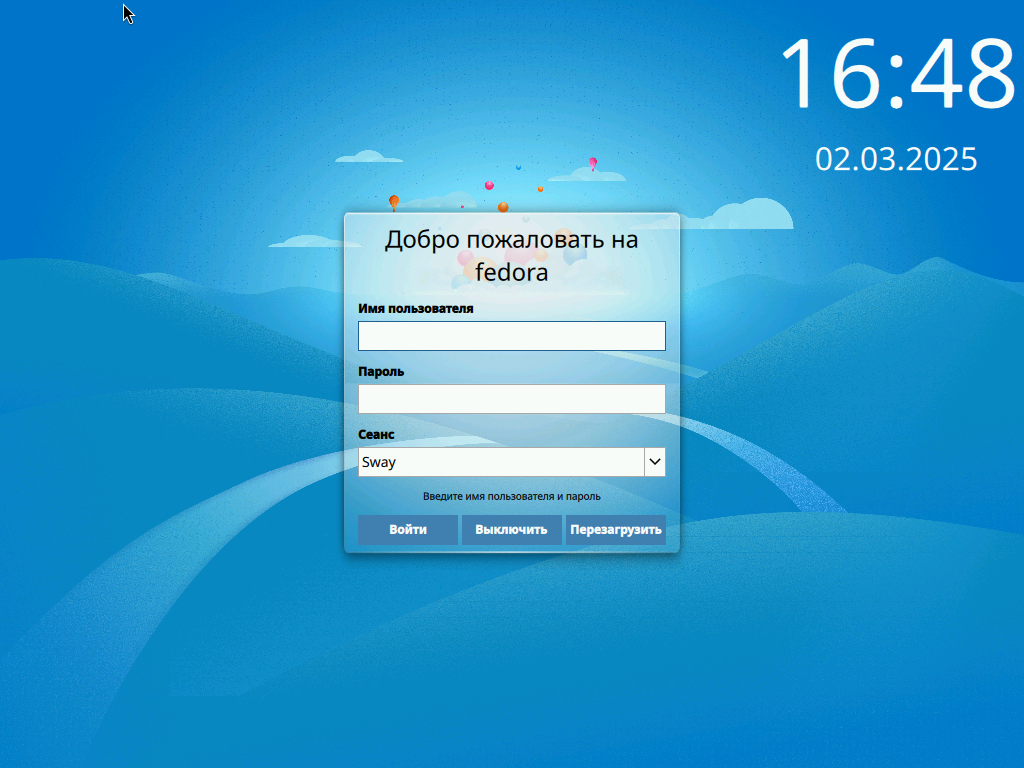 16:48
02.03.2025
Добро пожаловать на
fedora
Имя пользователя
Пароль
Сеанс
Sway
Введите имя пользователя и пароль
Войти
Выключить
Перезагрузить